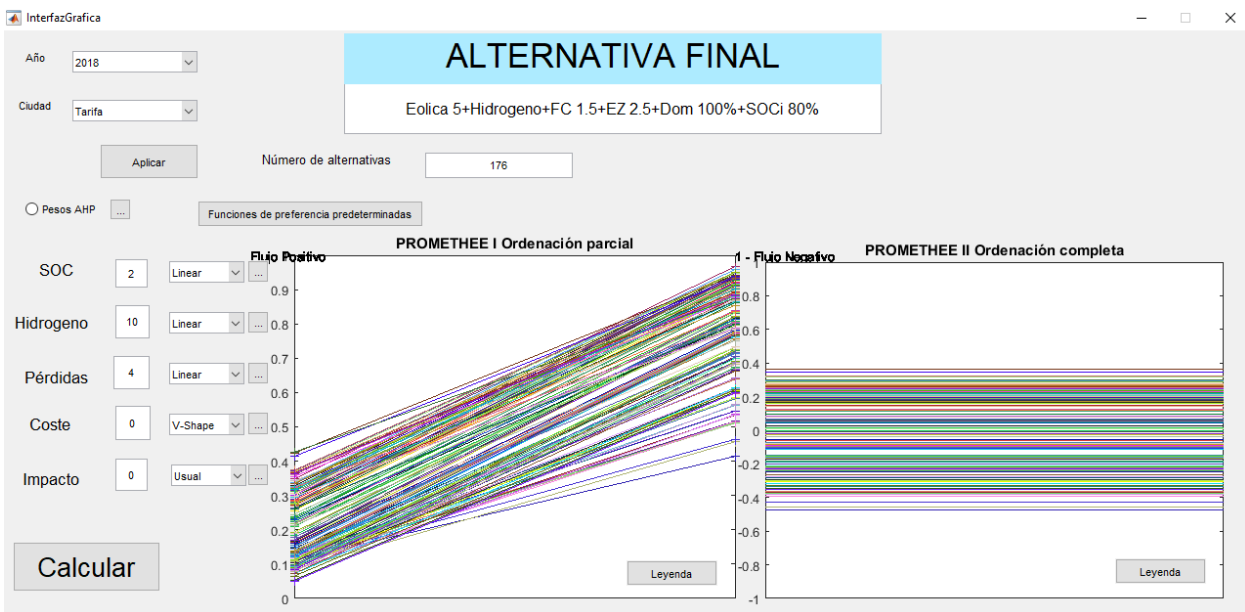 InterfazGrafica
Año
2018
ALTERNATIVA FINAL
Ciudad
Tarifa
Eolica 5+Hidrogeno+FC 1.5+EZ 2.5+Dom 100%+SOCi 80%
Aplicar
Número de alternativas
176
Pesos AHP
...
Funciones de preferencia predeterminadas
SOC
2
Linear
...
Hidrogeno
10
Linear
...
Pérdidas
4
Linear
...
Coste
0
V-Shape
...
Impacto
0
Usual
...
Calcular
PROMETHEE I Ordenación parcial
Flujo Positivo
1 - Flujo Negativo
0.9
0.8
0.7
0.6
0.5
0.4
0.3
0.2
0.1
0
Leyenda
PROMETHEE II Ordenación completa
1
0.8
0.6
0.4
0.2
0
-0.2
-0.4
-0.6
-0.8
-1
Leyenda